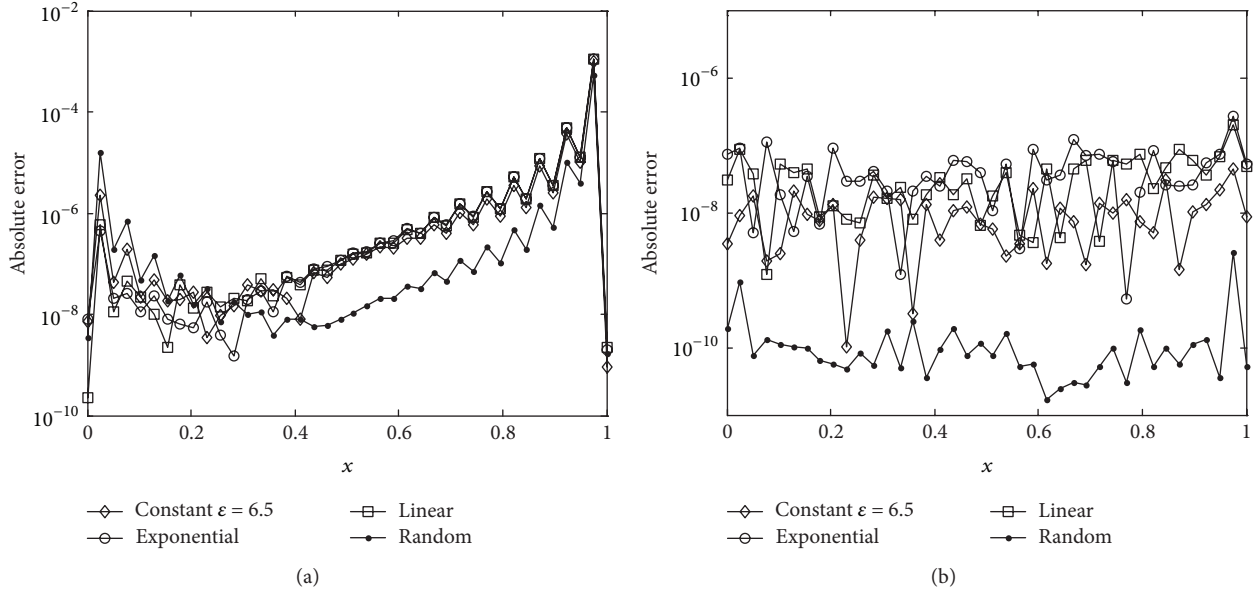 10⁻²
10⁻⁴
10⁻⁶
10⁻⁸
10⁻¹⁰
Absolute error
0 0.2 0.4 0.6 0.8 1
x
Constant ε = 6.5
Exponential
Linear
Random
(a)
10⁻⁶
10⁻⁸
10⁻¹⁰
Absolute error
0 0.2 0.4 0.6 0.8 1
x
Constant ε = 6.5
Exponential
Linear
Random
(b)